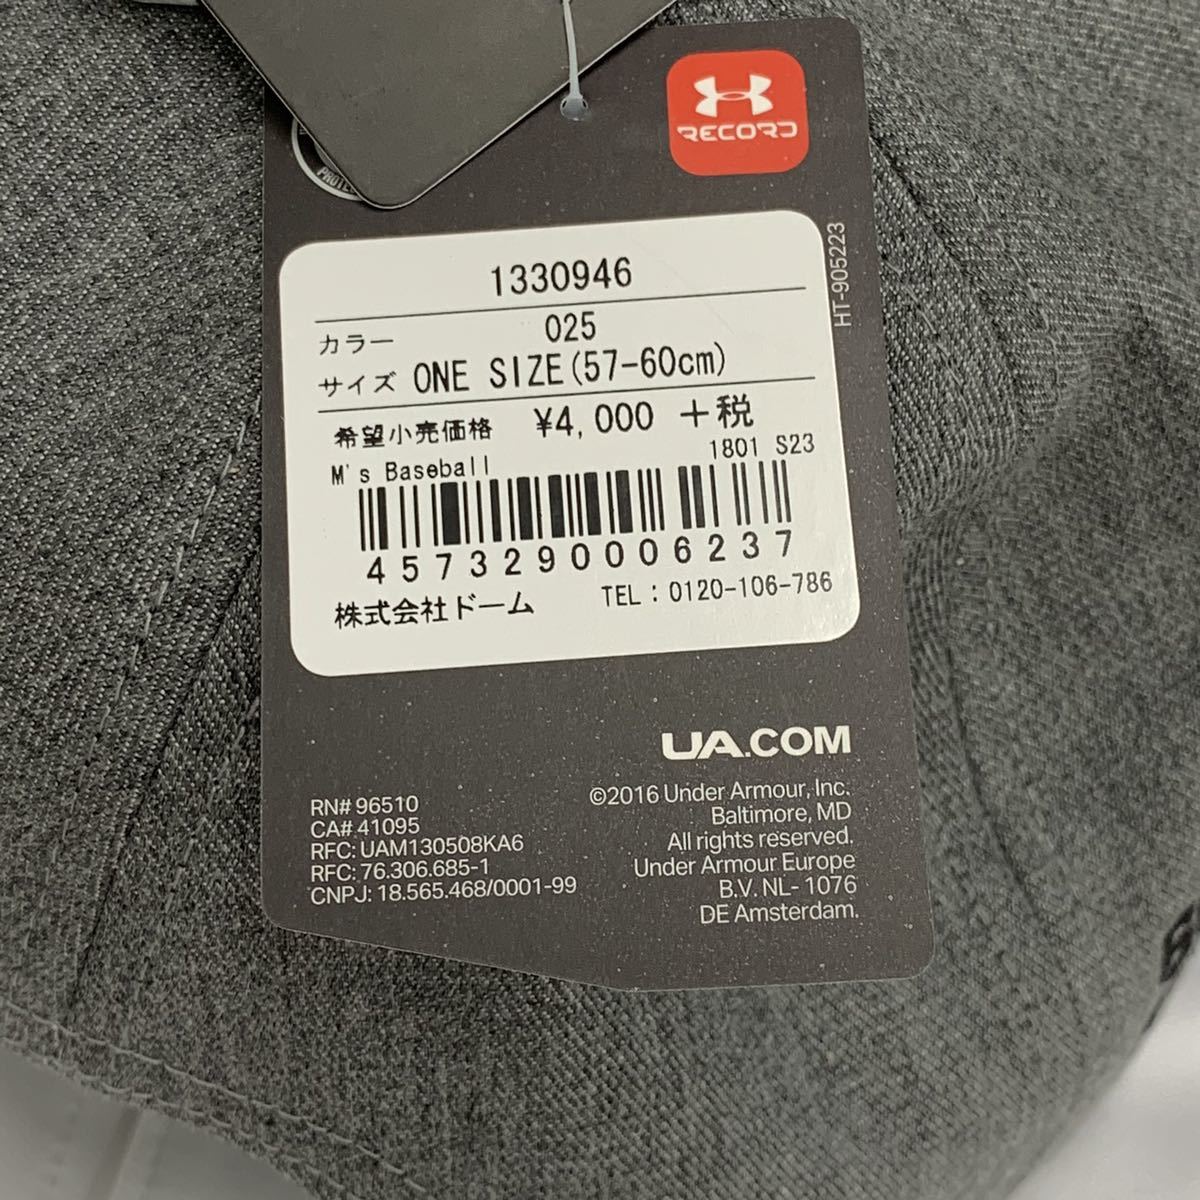 RECORD
HT-905223
1330946
カラー 025
サイズ ONE SIZE(57-60cm)
希望小売価格 ¥4,000 +税
M's Baseball 1801 S23
4573290006237
株式会社ドーム TEL:0120-106-786
UA.COM
RN# 96510
CA# 41095
RFC: UAM130508KA6
RFC: 76.306.685-1
CNPJ: 18.565.468/0001-99
©2016 Under Armour, Inc.
Baltimore, MD
All rights reserved.
Under Armour Europe
B.V. NL- 1076
DE Amsterdam.